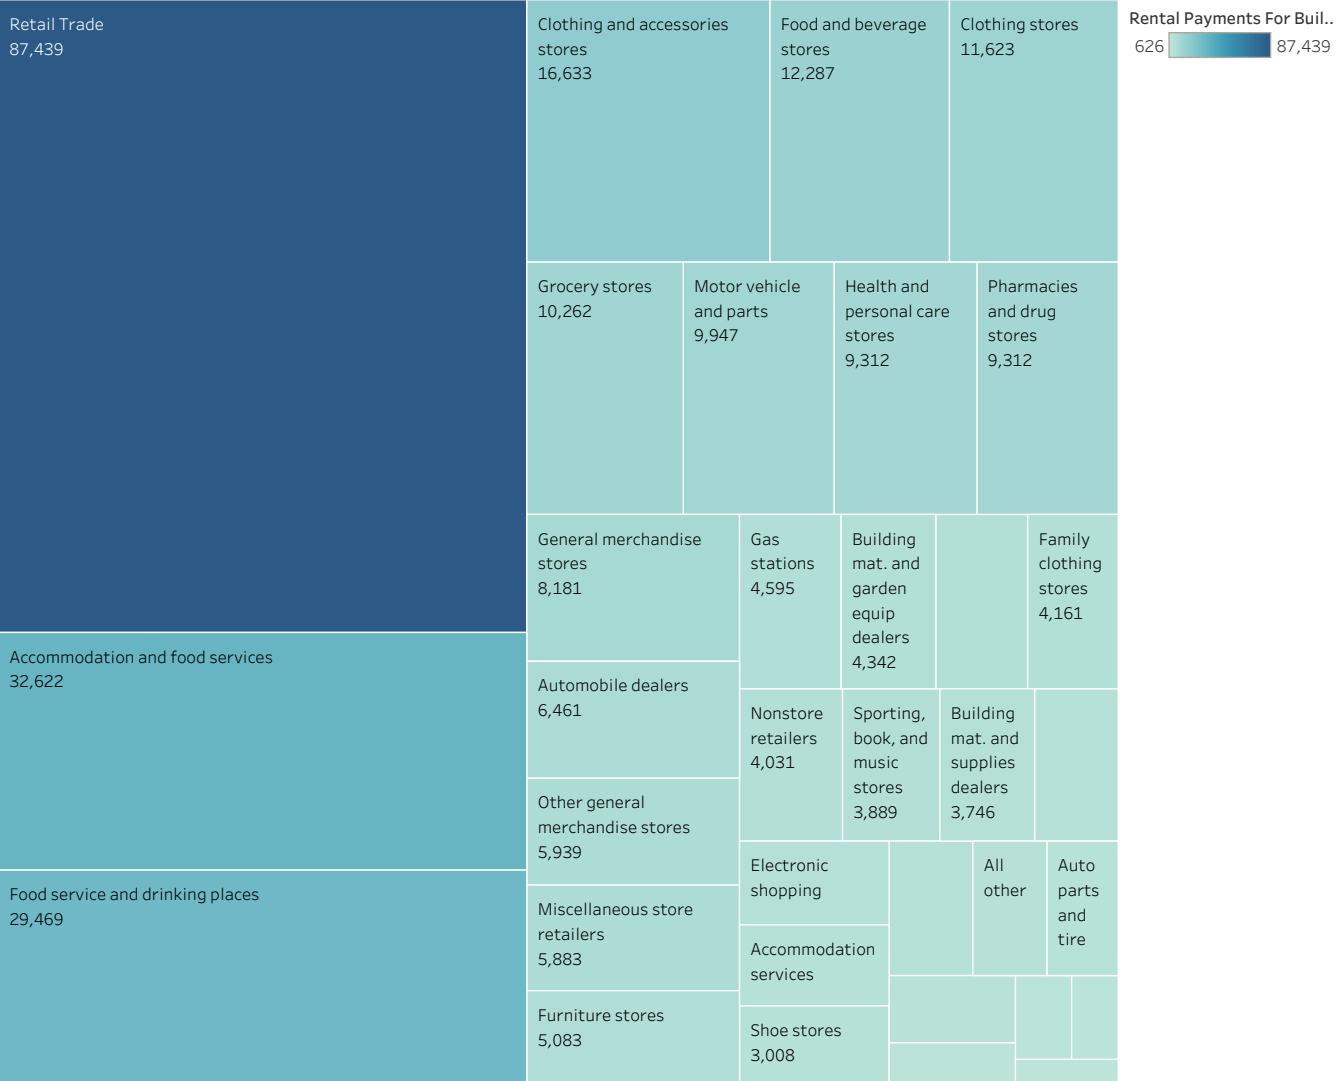 Retail Trade
87,439
Accommodation and food services
32,622
Food service and drinking places
29,469
Clothing and accessories
stores
16,633
Food and beverage
stores
12,287
Clothing stores
11,623
Grocery stores
10,262
Motor vehicle
and parts
9,947
Health and
personal care
stores
9,312
Pharmacies
and drug
stores
9,312
General merchandise
stores
8,181
Automobile dealers
6,461
Other general
merchandise stores
5,939
Miscellaneous store
retailers
5,883
Furniture stores
5,083
Gas
stations
4,595
Building
mat. and
garden
equip
dealers
4,342
Family
clothing
stores
4,161
Nonstore
retailers
4,031
Sporting,
book, and
music
stores
3,889
Building
mat. and
supplies
dealers
3,746
Electronic
shopping
Accommodation
services
Shoe stores
3,008
All
other
Auto
parts
and
tire
Rental Payments For Buil..
626
87,439